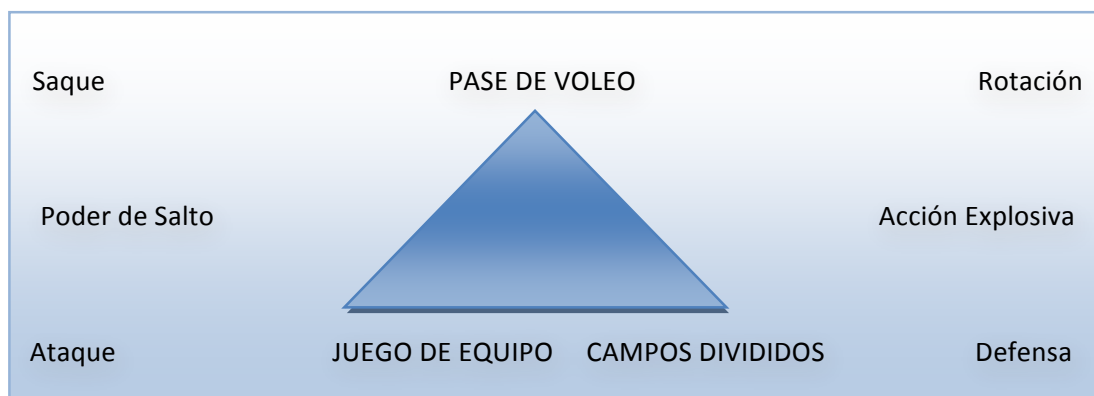 Saque PASE DE VOLEO Rotación
Poder de Salto Acción Explosiva
Ataque JUEGO DE EQUIPO CAMPOS DIVIDIDOS Defensa